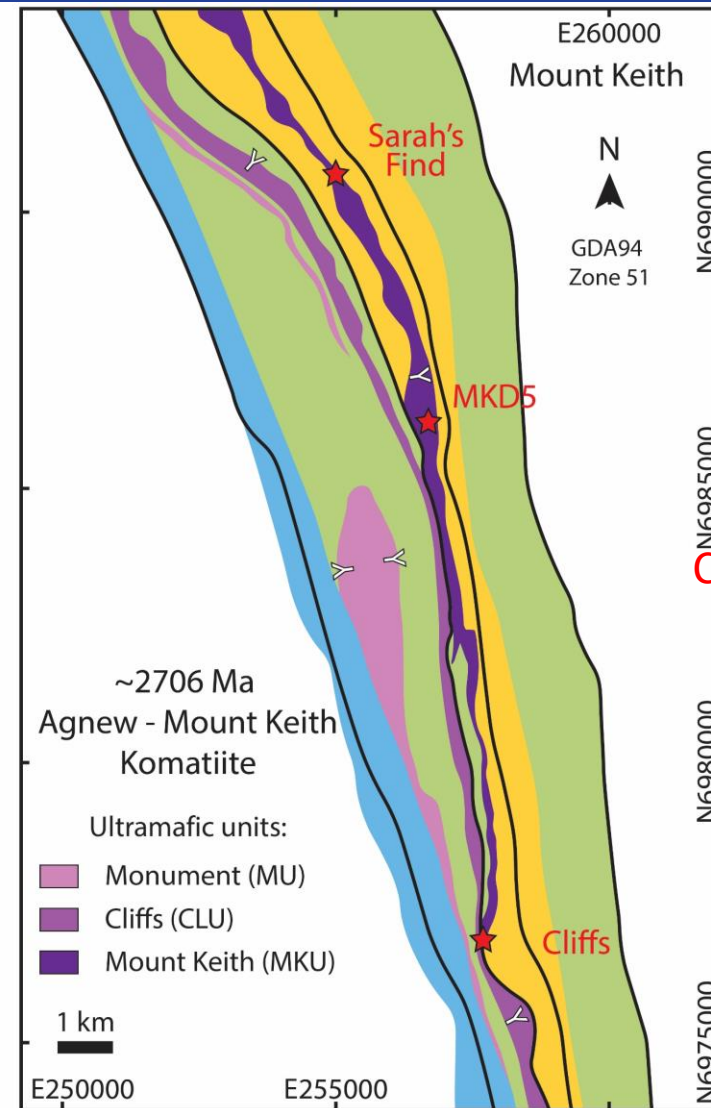 E260000
Mount Keith
Sarah's
Find
N
GDA94
Zone 51
N6990000
MKD5
N6985000
~2706 Ma
Agnew - Mount Keith
Komatiite
N6980000
Ultramafic units:
Monument (MU)
Cliffs (CLU)
Mount Keith (MKU)
Cliffs
1 km
N6975000
E250000
E255000